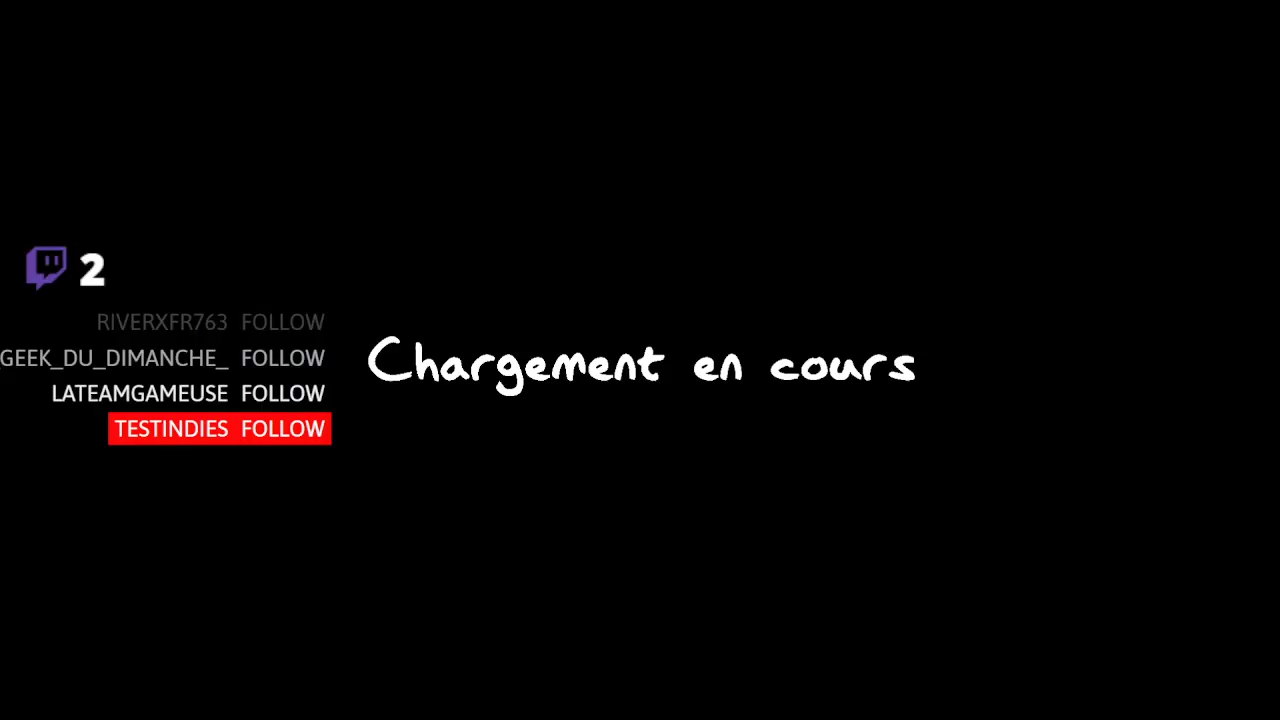 2
RIVERXFR763 FOLLOW
GEEK_DU_DIMANCHE_ FOLLOW
LATEAMGAMEUSE FOLLOW
TESTINDIES FOLLOW
Chargement en cours